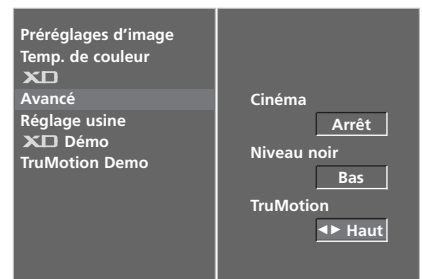 Préréglages d'image
Temp. de couleur
XD
Avancé
Réglage usine
XD Démo
TruMotion Demo
Cinéma
Arrêt
Niveau noir
Bas
TruMotion
◄► Haut